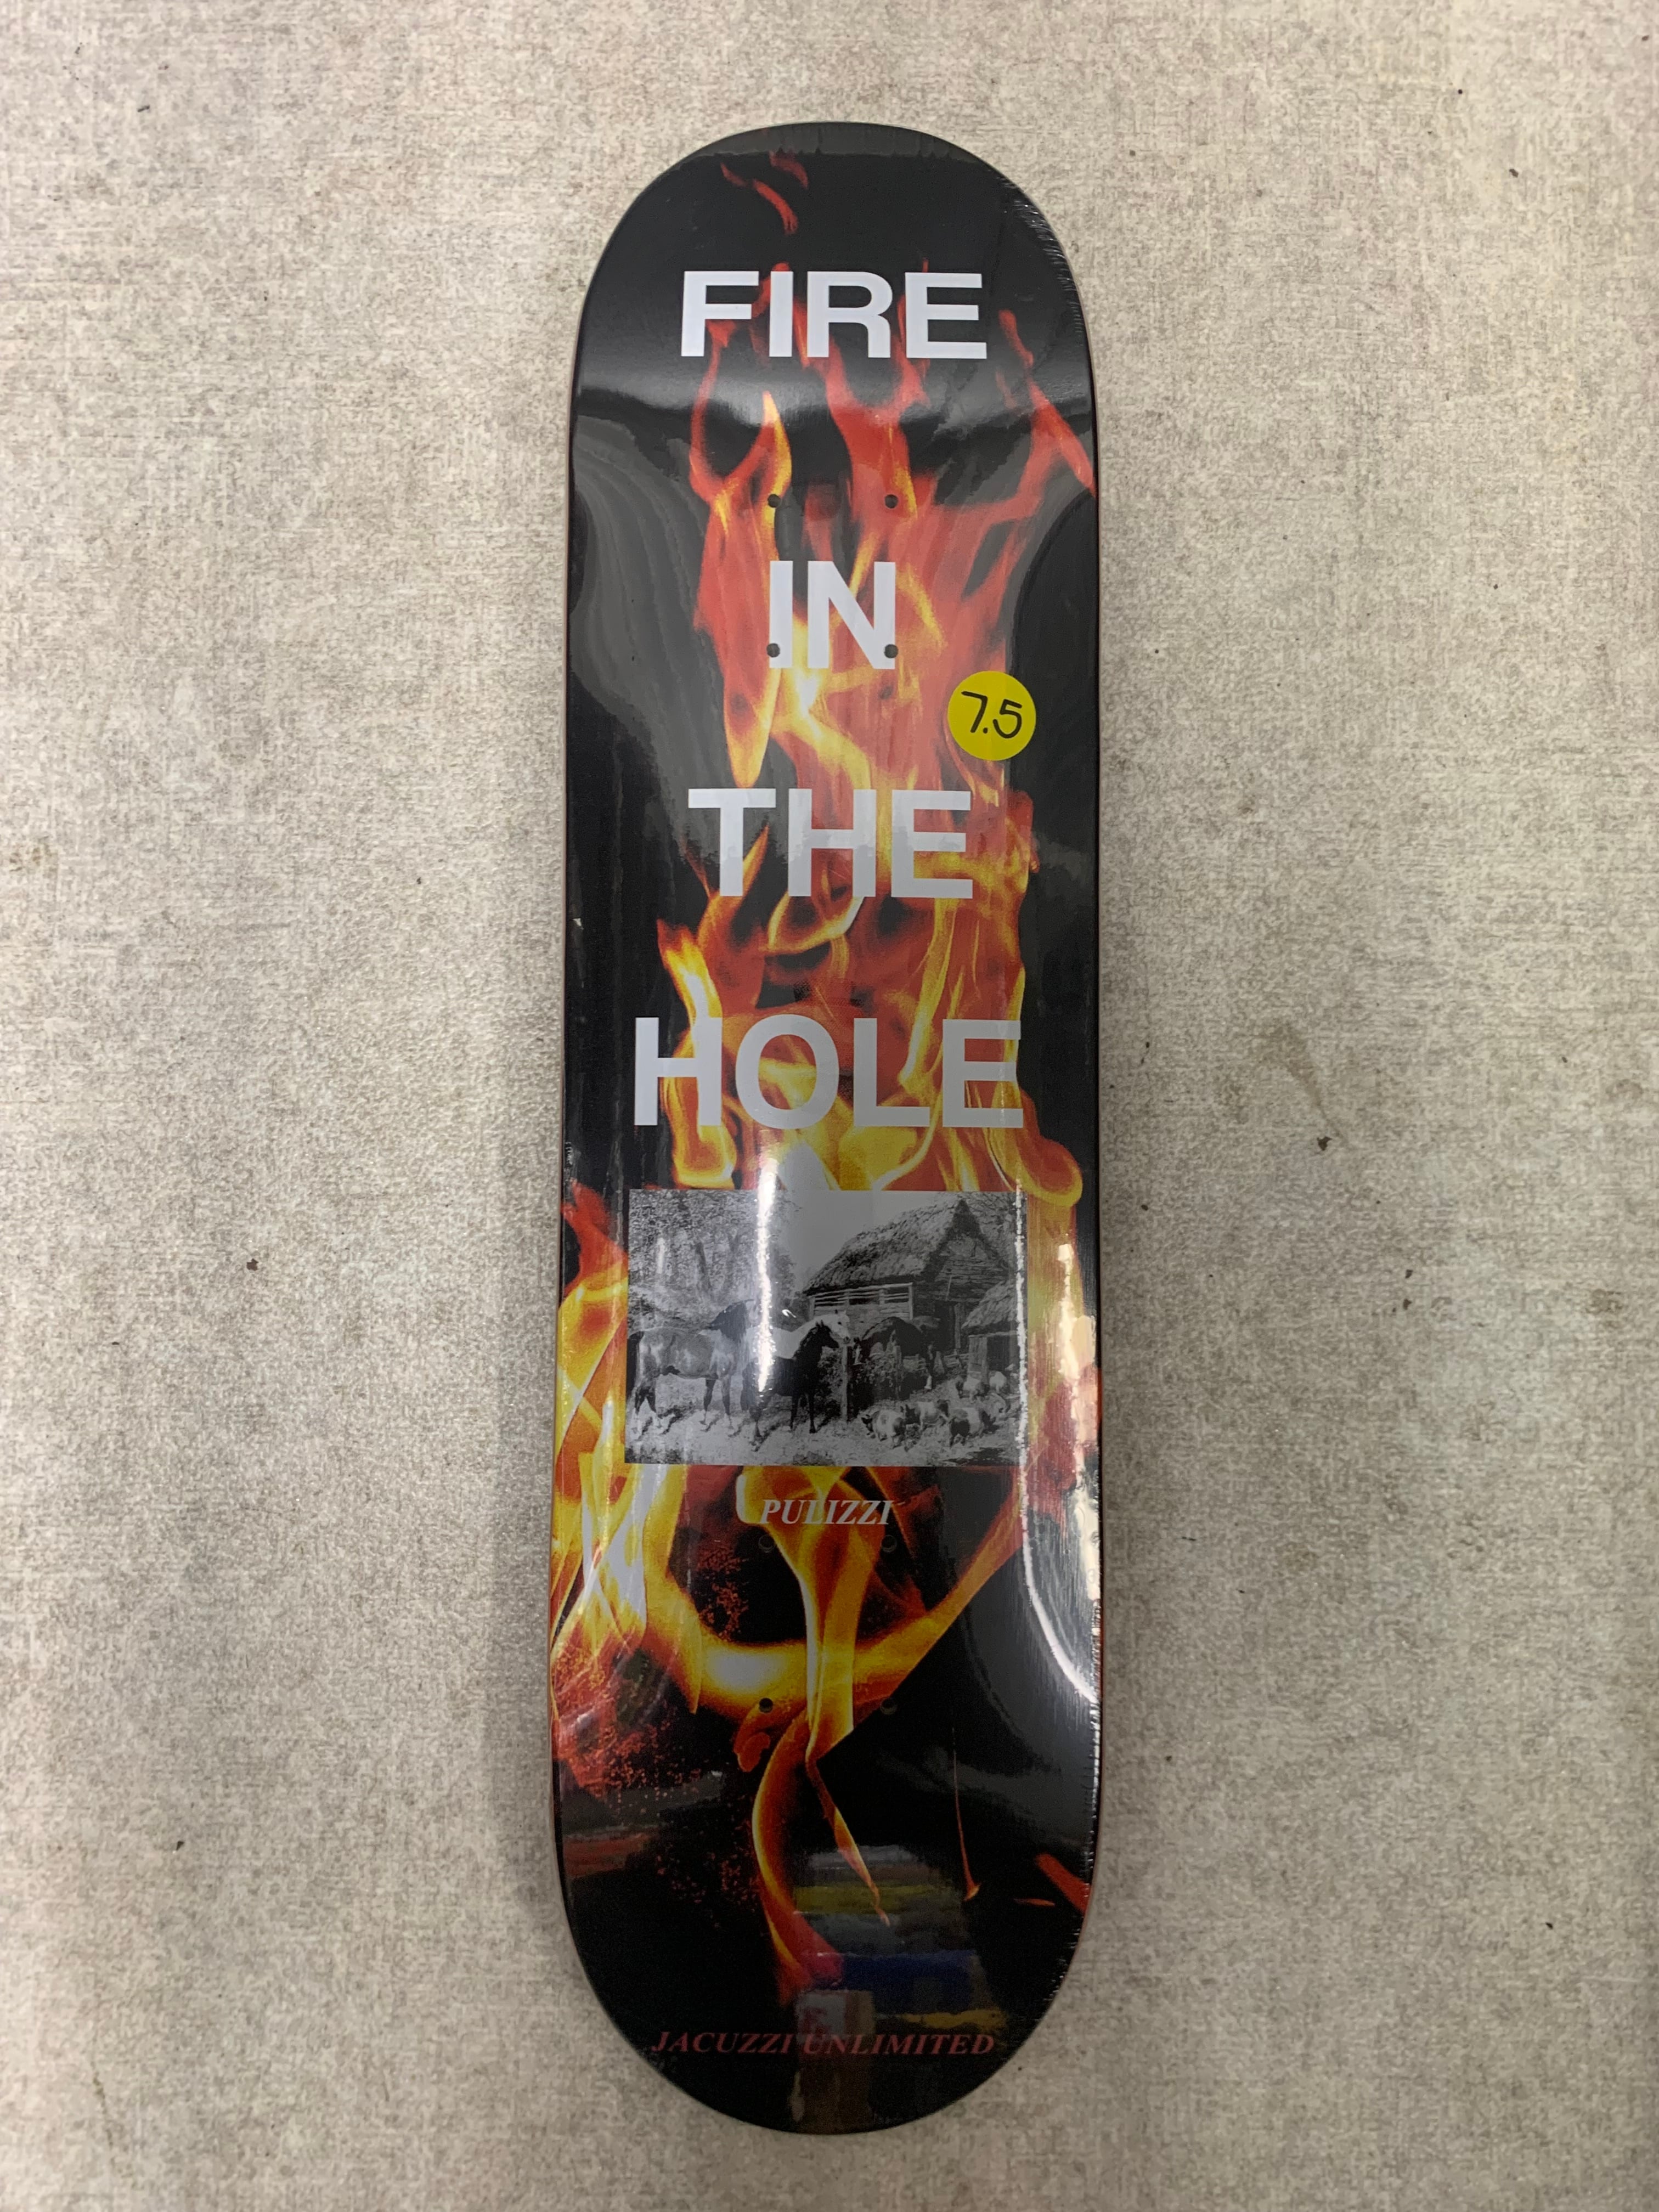 FIRE
IN
7.5
THE
HOLE
PULIZZI
JACUZZI UNLIMITED